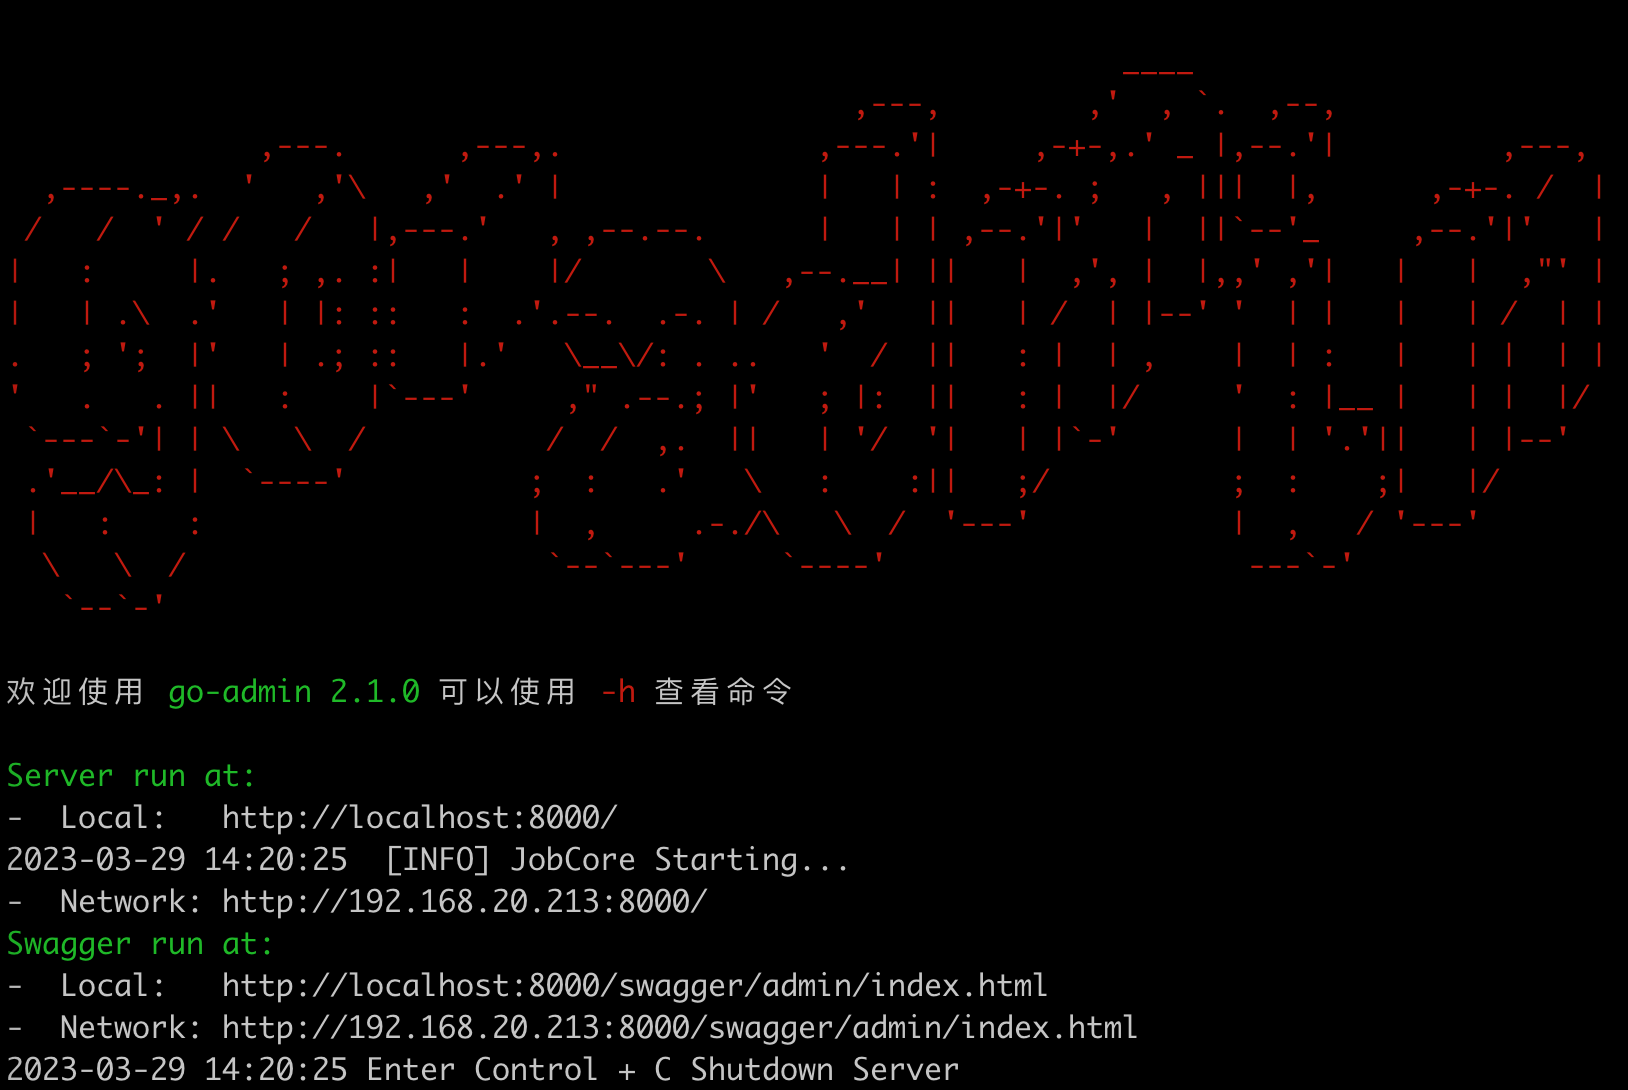 go-admin
欢迎使用 go-admin 2.1.0 可以使用 -h 查看命令
Server run at:
-  Local:   http://localhost:8000/
2023-03-29 14:20:25  [INFO] JobCore Starting...
-  Network: http://192.168.20.213:8000/
Swagger run at:
-  Local:   http://localhost:8000/swagger/admin/index.html
-  Network: http://192.168.20.213:8000/swagger/admin/index.html
2023-03-29 14:20:25 Enter Control + C Shutdown Server